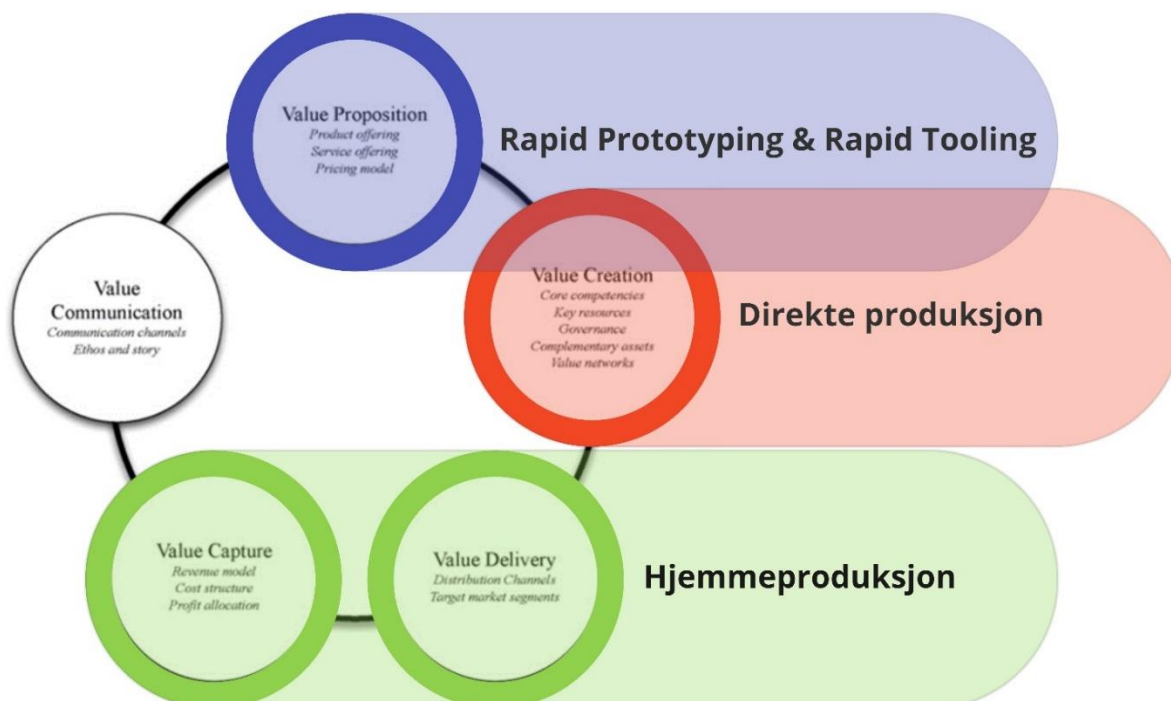 Value Proposition
Product offering
Service offering
Pricing model
Rapid Prototyping & Rapid Tooling
Value Creation
Core competencies
Key resources
Governance
Complementary assets
Value networks
Direkte produksjon
Value
Communication
Communication channels
Ethos and story
Value Capture
Revenue model
Cost structure
Profit allocation
Value Delivery
Distribution Channels
Target market segments
Hjemmeproduksjon